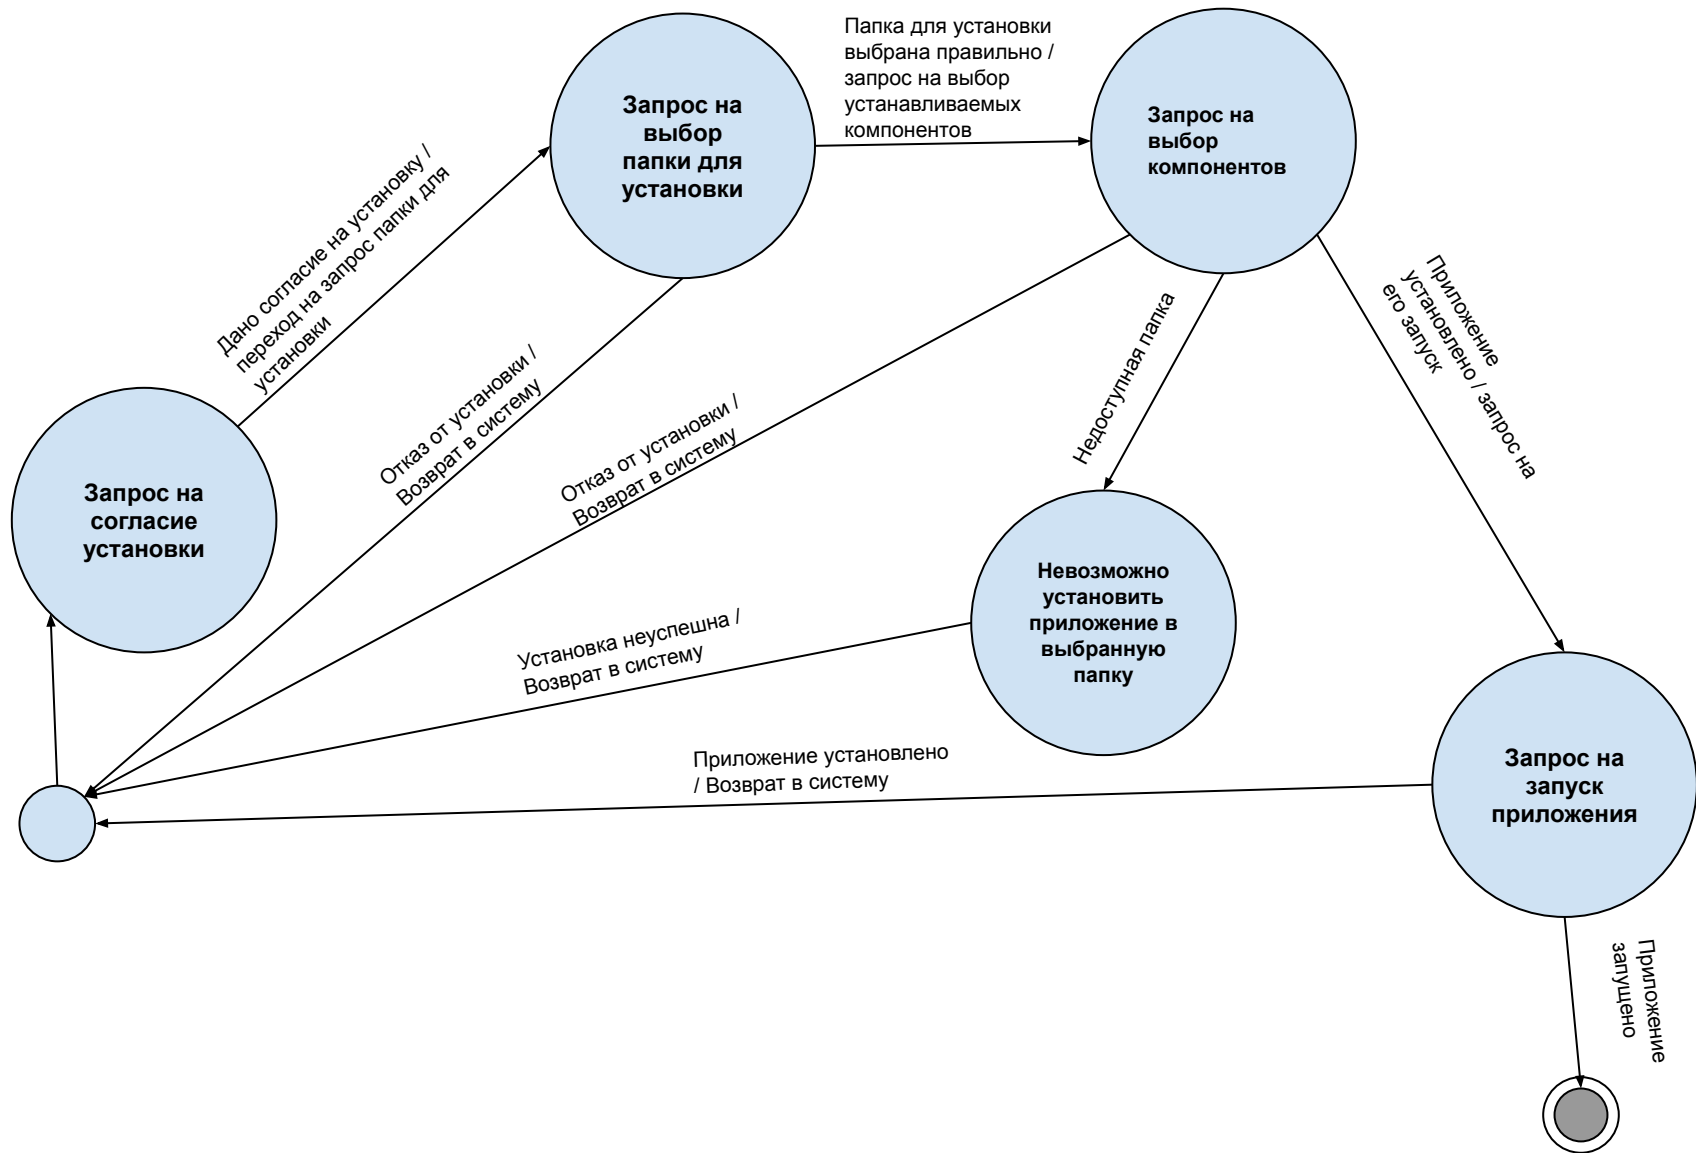 Папка для установки
выбрана правильно /
запрос на выбор
устанавливаемых
компонентов
Запрос на
выбор
папки для
установки
Запрос на
выбор
компонентов
Дано согласие на установку /
переход на запрос папки для
установки
Приложение
установлено / запрос на
его запуск
Недоступная папка
Отказ от установки /
Возврат в систему
Отказ от установки /
Возврат в систему
Запрос на
согласие
установки
Невозможно
установить
приложение в
выбранную
папку
Установка неуспешна /
Возврат в систему
Приложение установлено
/ Возврат в систему
Запрос на
запуск
приложения
Приложение
запущено